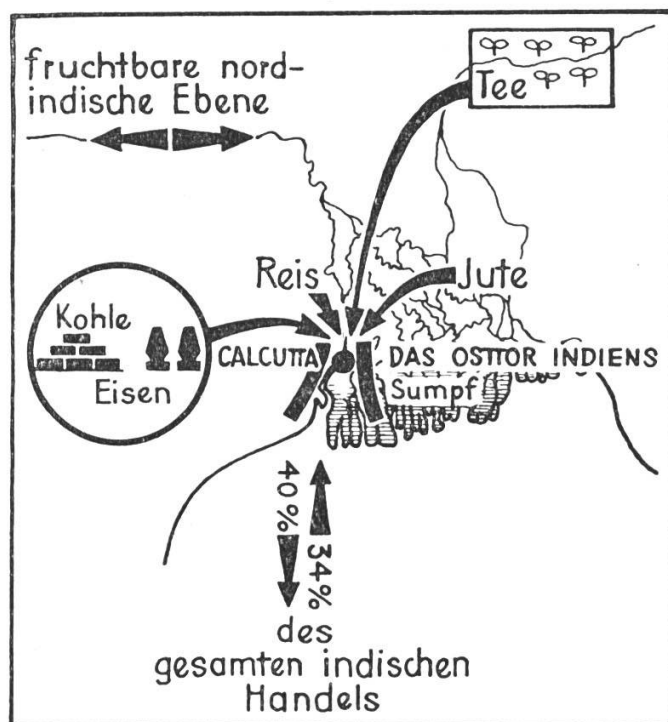 fruchtbare nord-
indische Ebene
Tee
Reis
Jute
Kohle
Eisen
CALCUTTA
DAS OSTTOR INDIENS
Sumpf
40%
34%
des
gesamten indischen
Handels